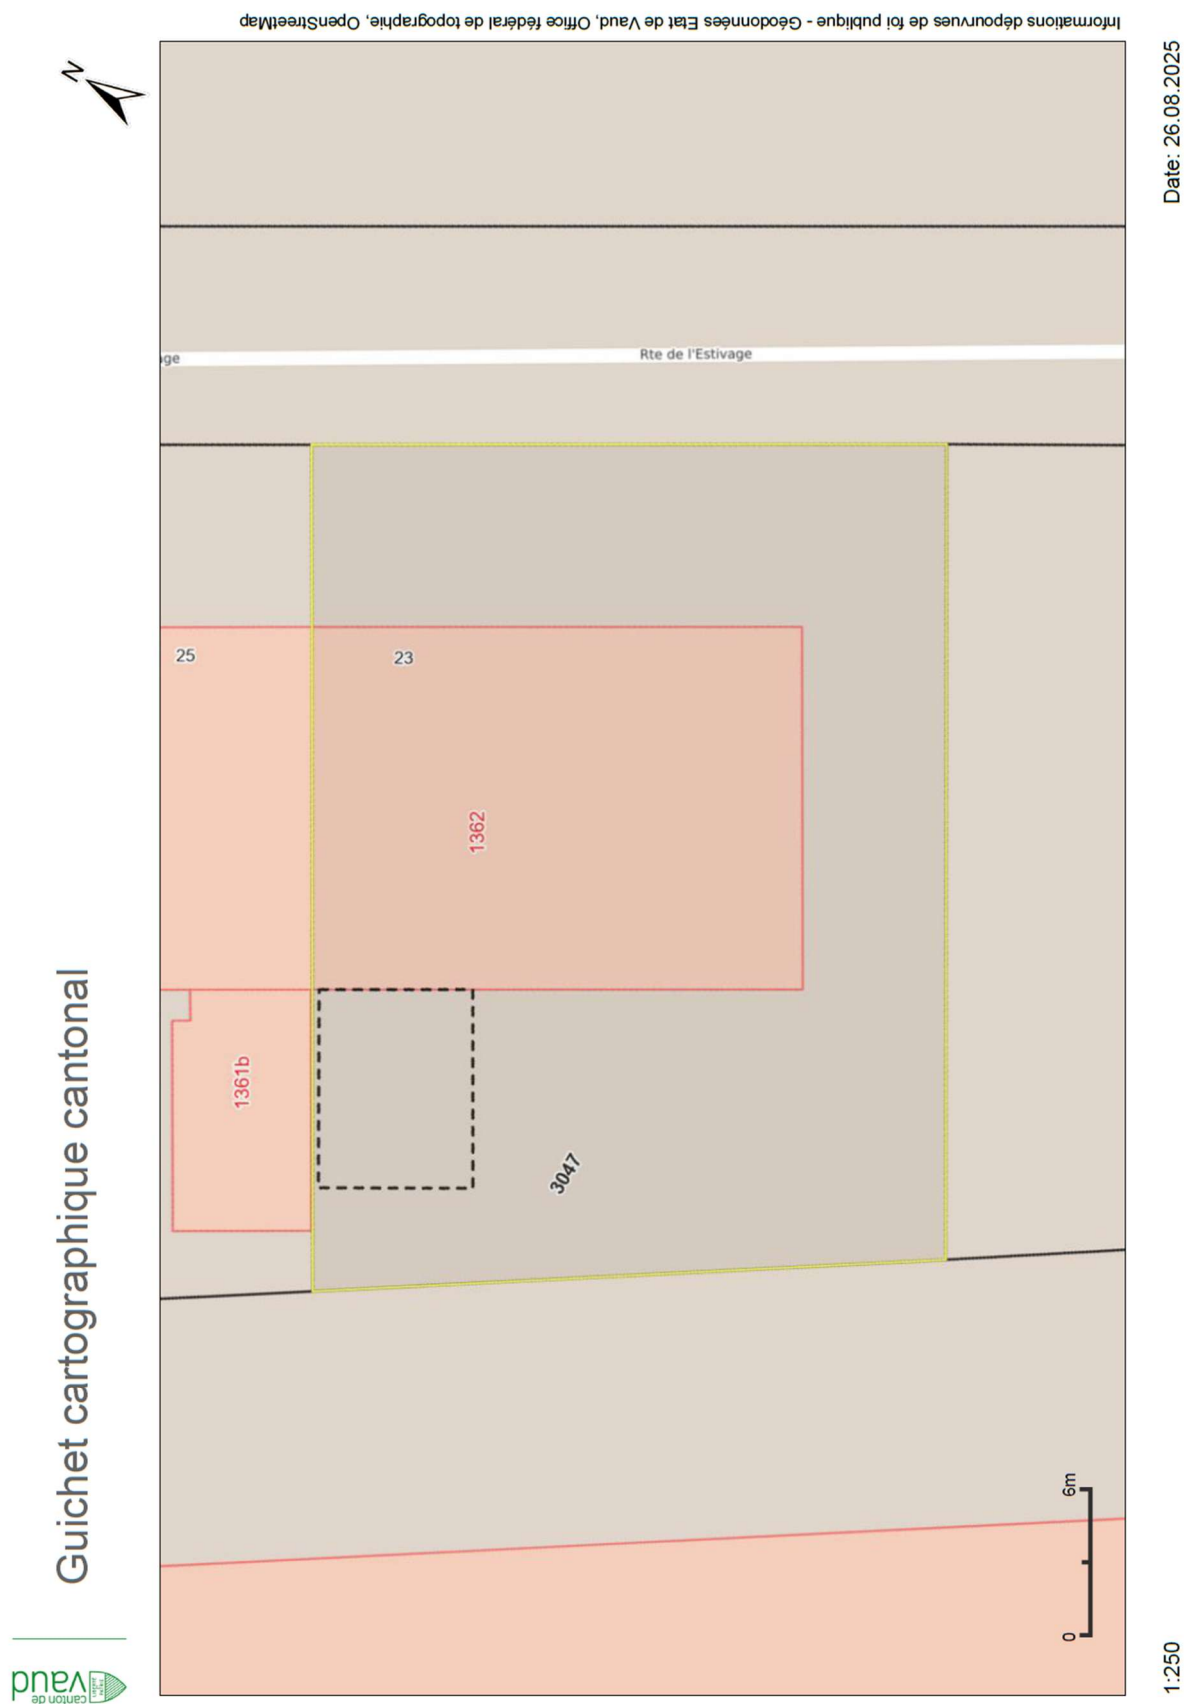 canton de
vaud
Guichet cartographique cantonal
N
Informations dépourvues de foi publique - Géodonnées Etat de Vaud, Office fédéral de topographie, OpenStreetMap
Date: 26.08.2025
age
Rte de l'Estivage
25
23
1362
1361b
3047
0
6m
1:250